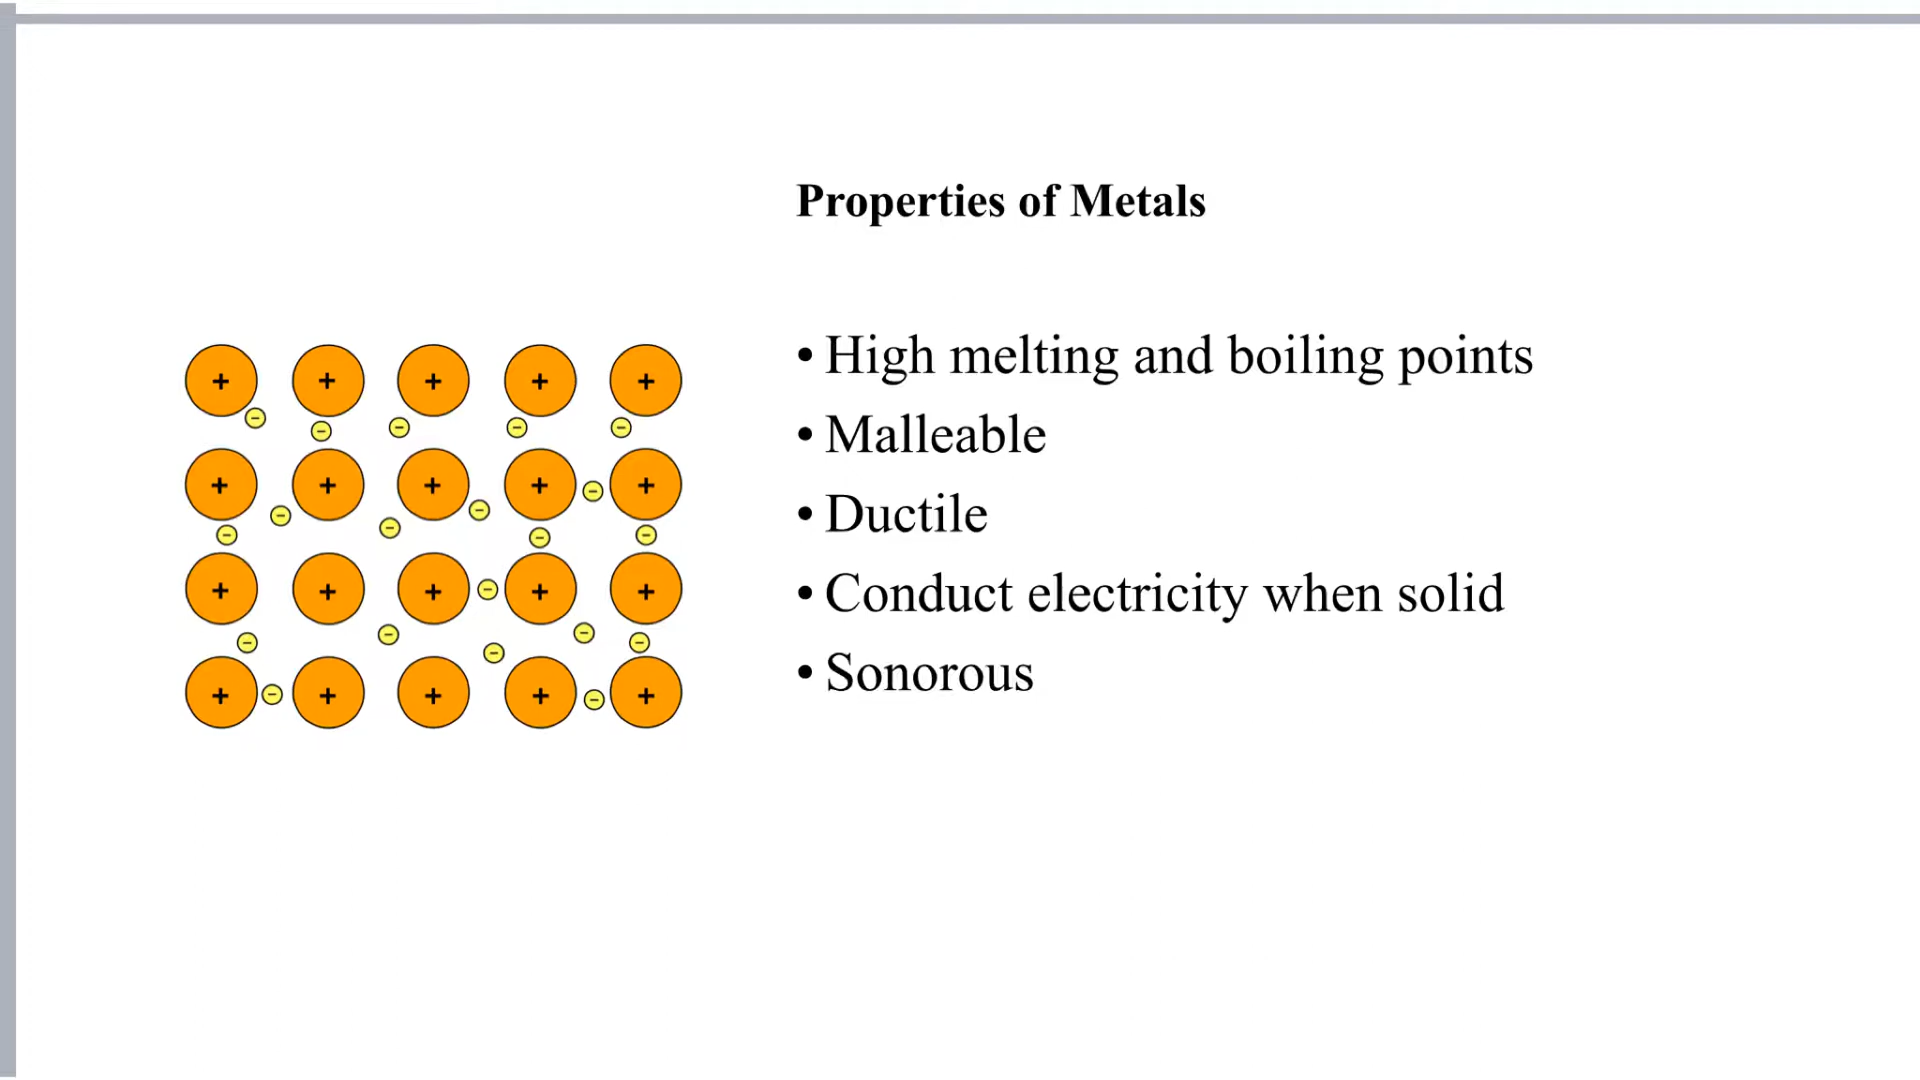 Properties of Metals
+ + + + +
− − − − −
+ + + + +
− − − − −
− − −
+ + + + +
−
− − − − −
+ + + + +
− −
• High melting and boiling points
• Malleable
• Ductile
• Conduct electricity when solid
• Sonorous